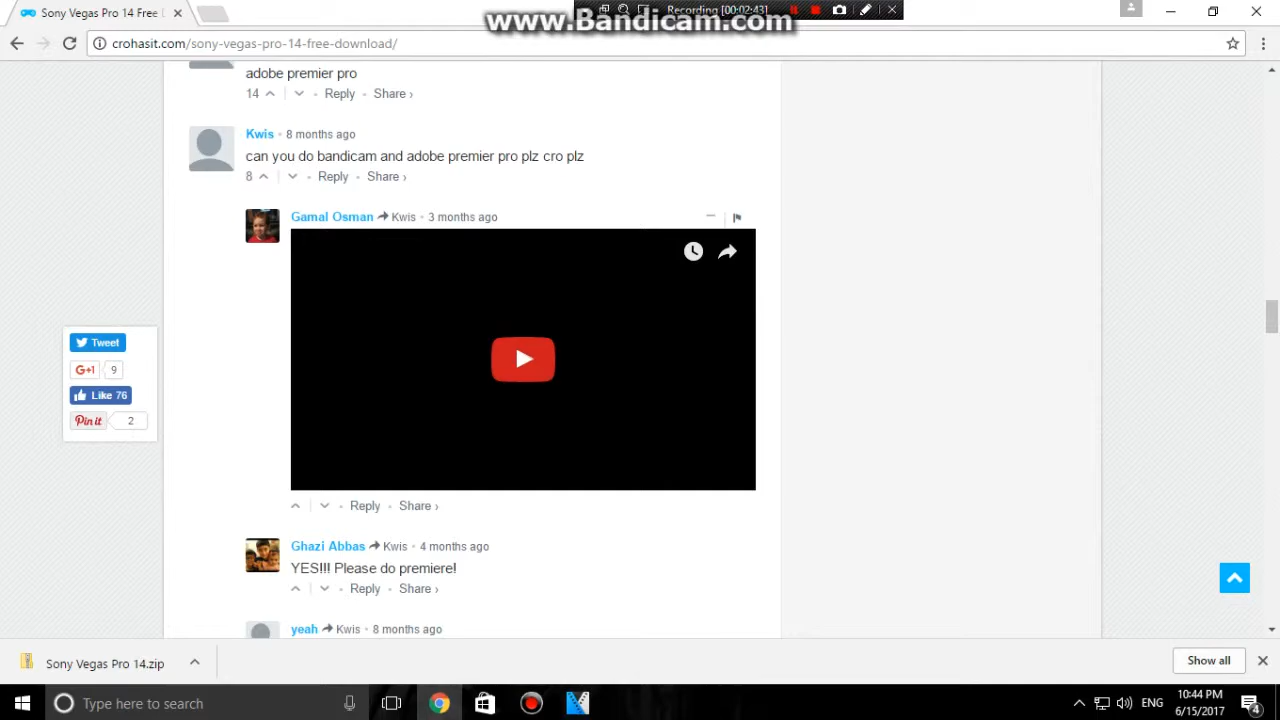 Sony Vegas Pro 14 Free
www.Bandicam.com
Recording [00:02:43]
crohasit.com/sony-vegas-pro-14-free-download/
adobe premier pro
14 Reply Share ›
Kwis • 8 months ago
can you do bandicam and adobe premier pro plz cro plz
8 Reply Share ›
Gamal Osman Kwis • 3 months ago
Reply Share ›
Tweet
G+1 9
Like 76
Pin it 2
Ghazi Abbas Kwis • 4 months ago
YES!!! Please do premiere!
Reply Share ›
yeah Kwis • 8 months ago
Sony Vegas Pro 14.zip
Show all
Type here to search
ENG
10:44 PM
6/15/2017
4